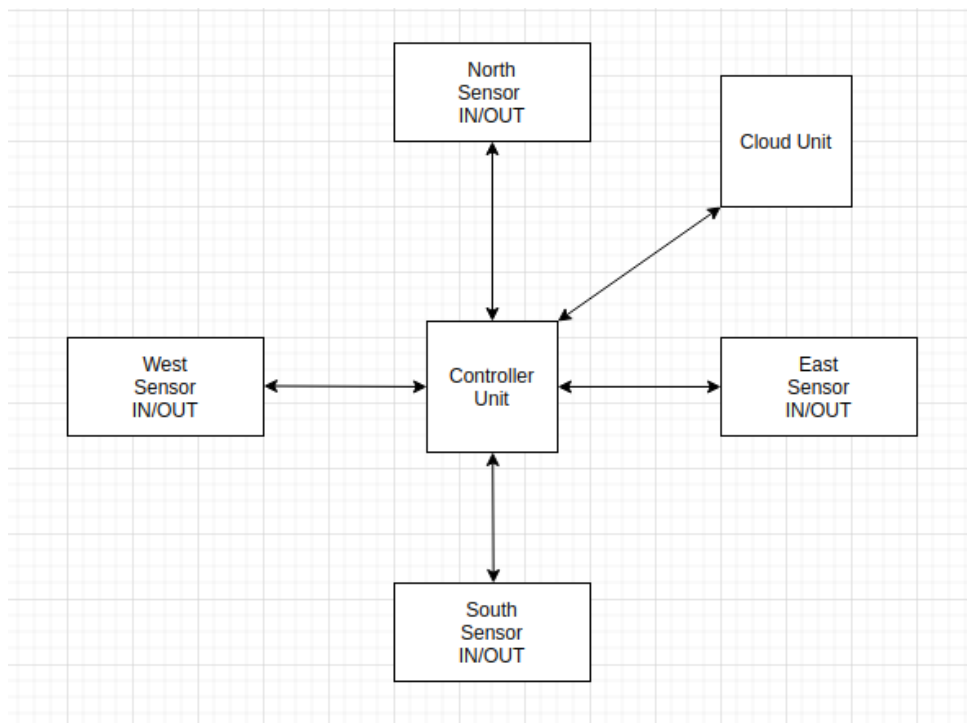 North
Sensor
IN/OUT
Cloud Unit
West
Sensor
IN/OUT
Controller
Unit
East
Sensor
IN/OUT
South
Sensor
IN/OUT